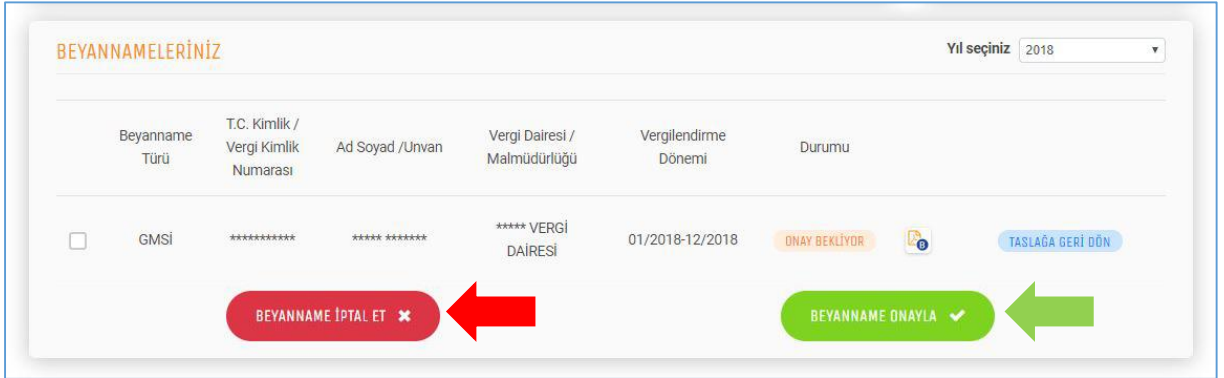 BEYANNAMELERİNİZ
Yıl seçiniz 2018
Beyanname Türü
T.C. Kimlik / Vergi Kimlik Numarası
Ad Soyad /Unvan
Vergi Dairesi / Malmüdürlüğü
Vergilendirme Dönemi
Durumu
GMSİ
***********
***** *******
***** VERGİ DAİRESİ
01/2018-12/2018
ONAY BEKLİYOR
B
TASLAĞA GERİ DÖN
BEYANNAME İPTAL ET
BEYANNAME ONAYLA